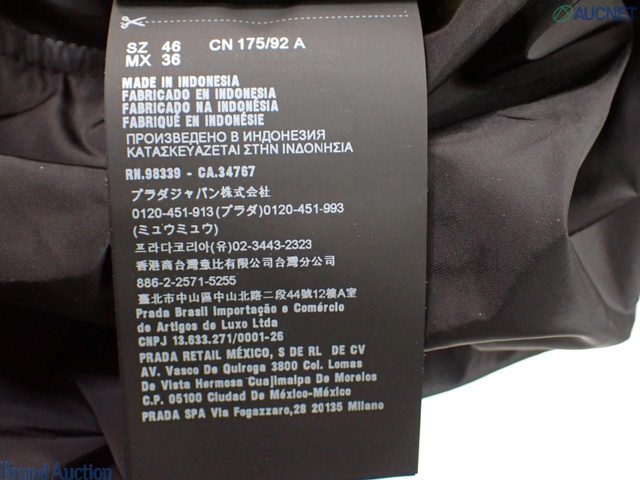 AUCNET
SZ 46 CN 175/92 A
MX 36
MADE IN INDONESIA
FABRICADO EN INDONESIA
FABRICADO NA INDONÉSIA
FABRIQUÉ EN INDONÉSIE
ПРОИЗВЕДЕНО В ИНДОНЕЗИЯ
ΚΑΤΑΣΚΕΥΑΖΕΤΑΙ ΣΤΗΝ ΙΝΔΟΝΗΣΙΑ
RN.98339 - CA.34767
プラダジャパン株式会社
0120-451-913(プラダ)0120-451-993
(ミュウミュウ)
프라다코리아(유)02-3443-2323
香港商台灣意比有限公司台灣分公司
886-2-2571-5255
臺北市中山區中山北路二段44號12樓A室
Prada Brasil Importação e Comércio
de Artigos de Luxo Ltda
CNPJ 13.633.271/0001-26
PRADA RETAIL MÉXICO, S DE RL DE CV
AV. Vasco De Quiroga 3800 Col. Lomas
De Vista Hermosa Cuajimalpa De Morelos
C.P. 05100 Ciudad De México-México
PRADA SPA Via Fogazzaro,28 20135 Milano
Brand Auction